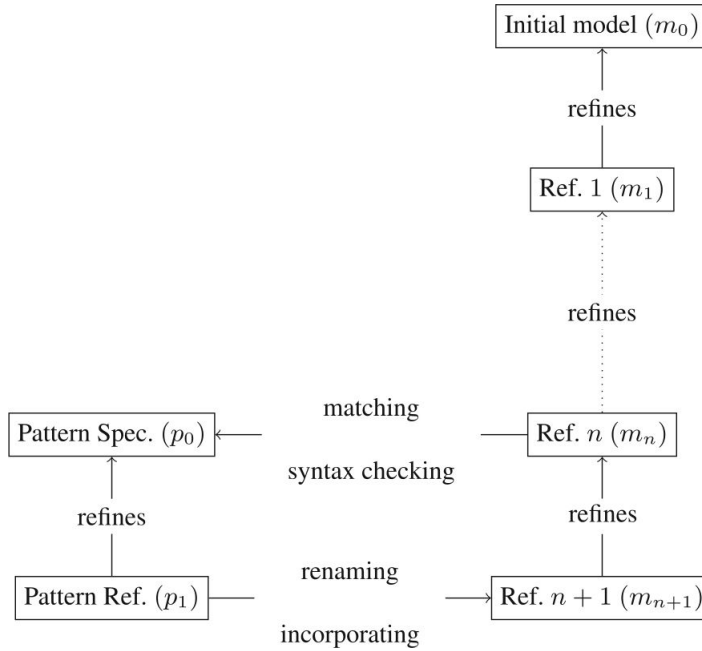 Initial model (m₀)
refines
Ref. 1 (m₁)
refines
matching
Pattern Spec. (p₀)
Ref. n (mₙ)
syntax checking
refines
refines
renaming
Pattern Ref. (p₁)
Ref. n + 1 (mₙ₊₁)
incorporating